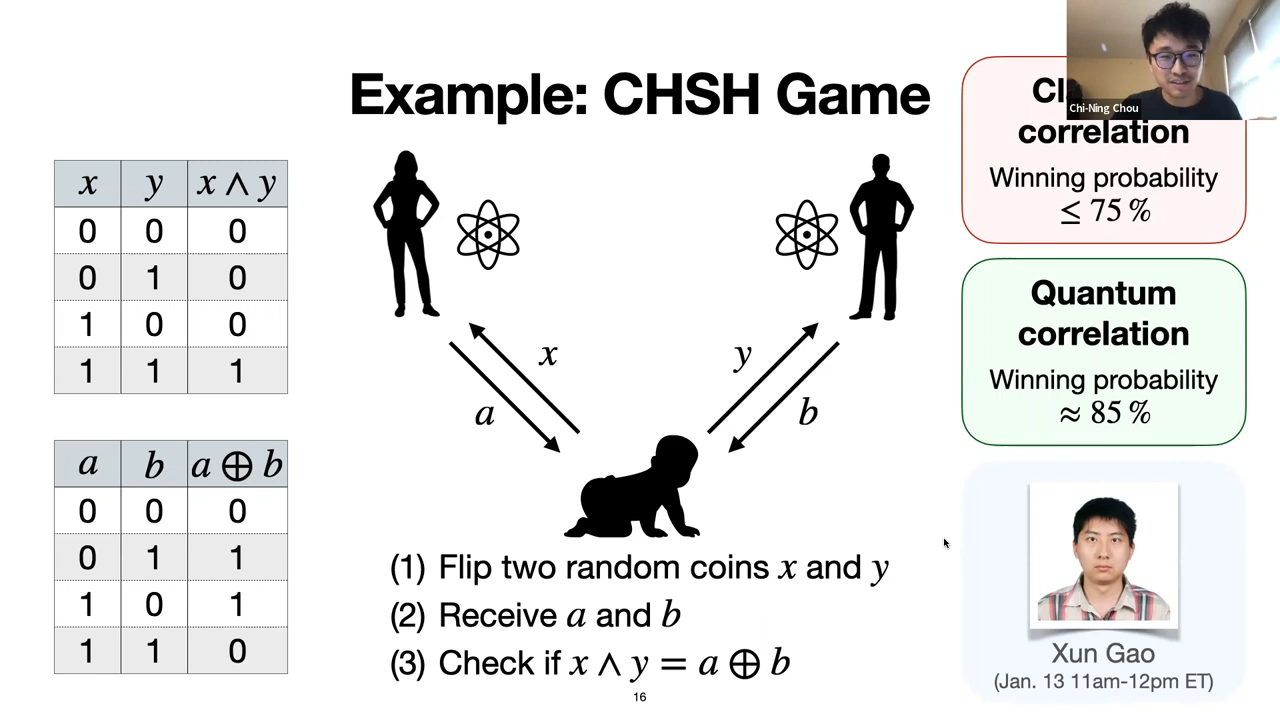 Example: CHSH Game
x y x ∧ y
0 0 0
0 1 0
1 0 0
1 1 1
a b a ⊕ b
0 0 0
0 1 1
1 0 1
1 1 0
x
a
y
b
(1) Flip two random coins x and y
(2) Receive a and b
(3) Check if x ∧ y = a ⊕ b
16
Chi-Ning Chou
correlation
Winning probability
≤ 75 %
Quantum
correlation
Winning probability
≈ 85 %
Xun Gao
(Jan. 13 11am-12pm ET)